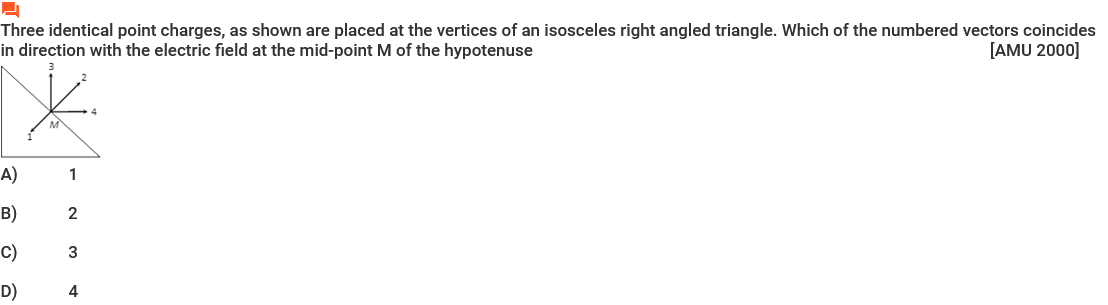 Three identical point charges, as shown are placed at the vertices of an isosceles right angled triangle. Which of the numbered vectors coincides
in direction with the electric field at the mid-point M of the hypotenuse [AMU 2000]
3
2
4
M
1
A) 1
B) 2
C) 3
D) 4